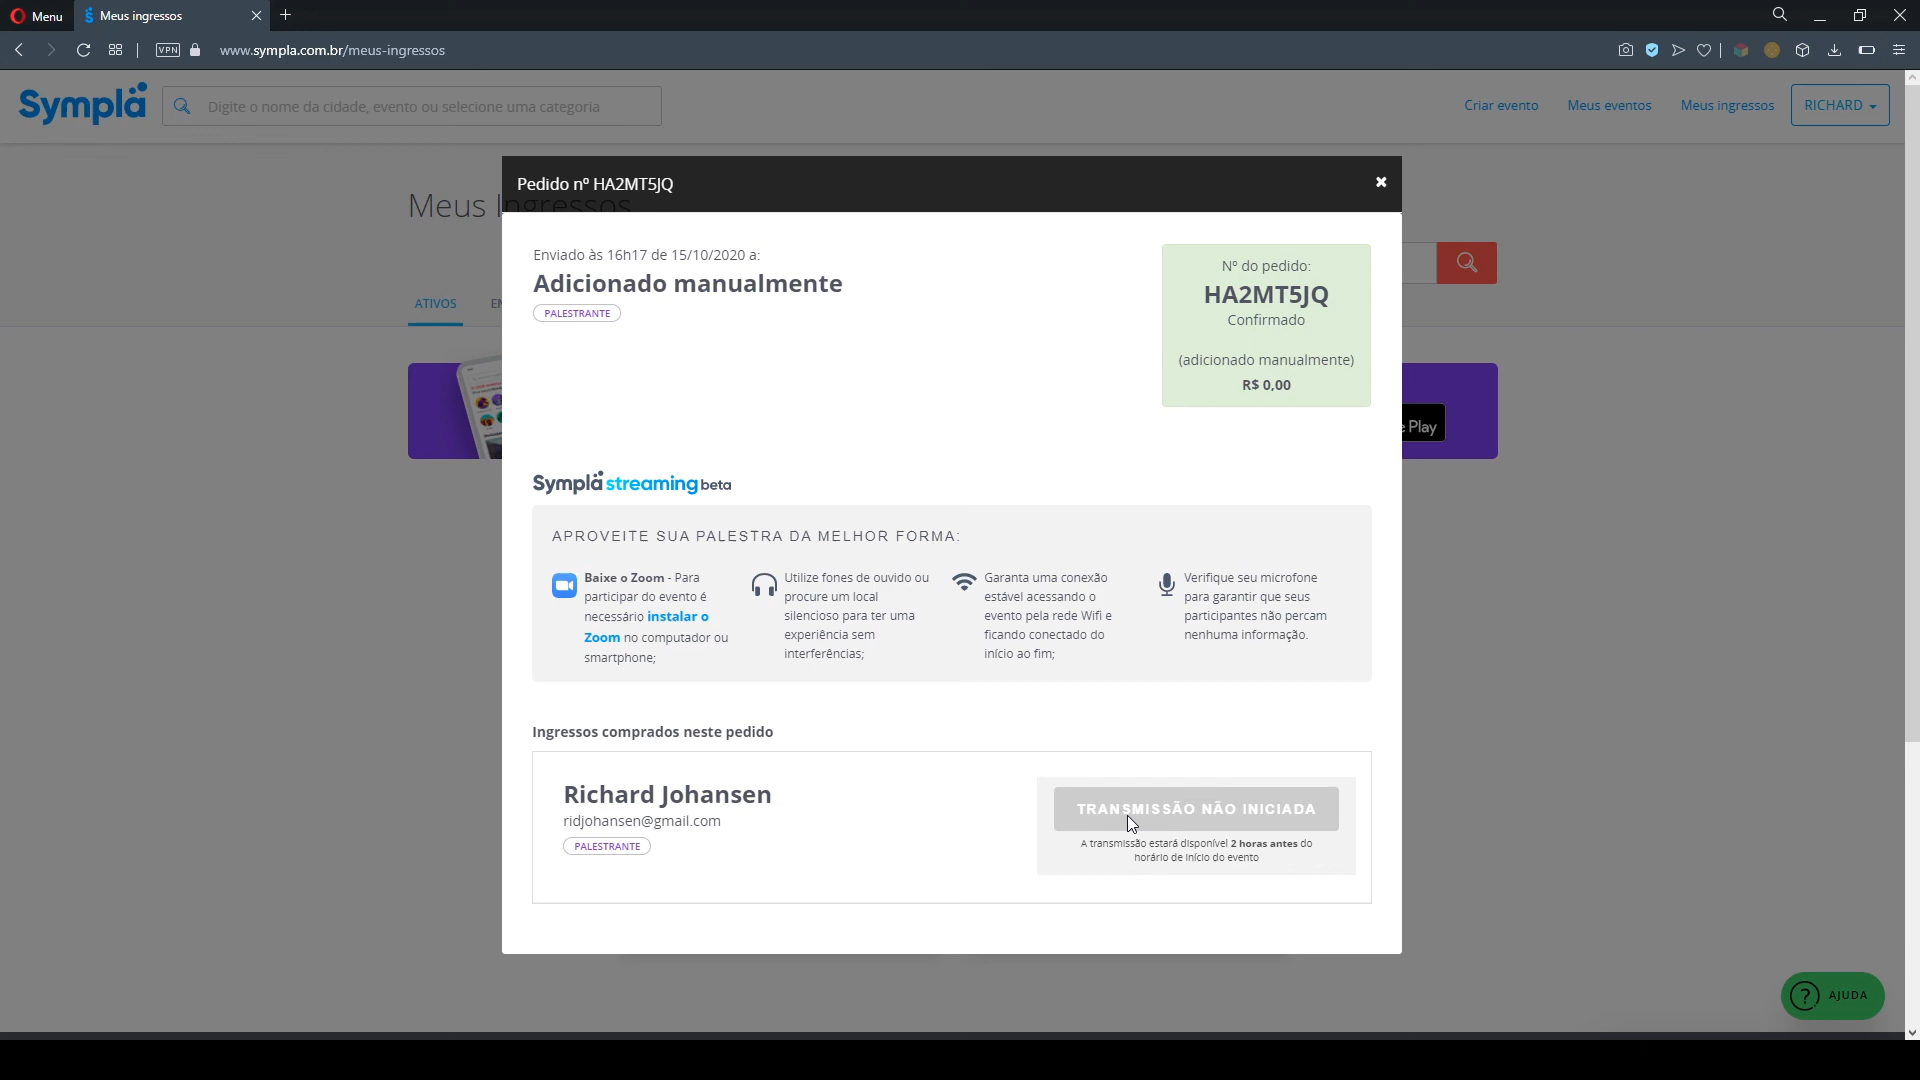 Menu
Meus ingressos
VPN
www.sympla.com.br/meus-ingressos
Sympla
Digite o nome da cidade, evento ou selecione uma categoria
Criar evento
Meus eventos
Meus ingressos
RICHARD
Meus Ingressos
ATIVOS
Pedido nº HA2MT5JQ
Enviado às 16h17 de 15/10/2020 a:
Adicionado manualmente
PALESTRANTE
Nº do pedido:
HA2MT5JQ
Confirmado
(adicionado manualmente)
R$ 0,00
Play
Sympla streaming beta
APROVEITE SUA PALESTRA DA MELHOR FORMA:
Baixe o Zoom - Para
participar do evento é
necessário instalar o
Zoom no computador ou
smartphone;
Utilize fones de ouvido ou
procure um local
silencioso para ter uma
experiência sem
interferências;
Garanta uma conexão
estável acessando o
evento pela rede Wifi e
ficando conectado do
início ao fim;
Verifique seu microfone
para garantir que seus
participantes não percam
nenhuma informação.
Ingressos comprados neste pedido
Richard Johansen
ridjohansen@gmail.com
PALESTRANTE
TRANSMISSÃO NÃO INICIADA
A transmissão estará disponível 2 horas antes do
horário de início do evento
AJUDA